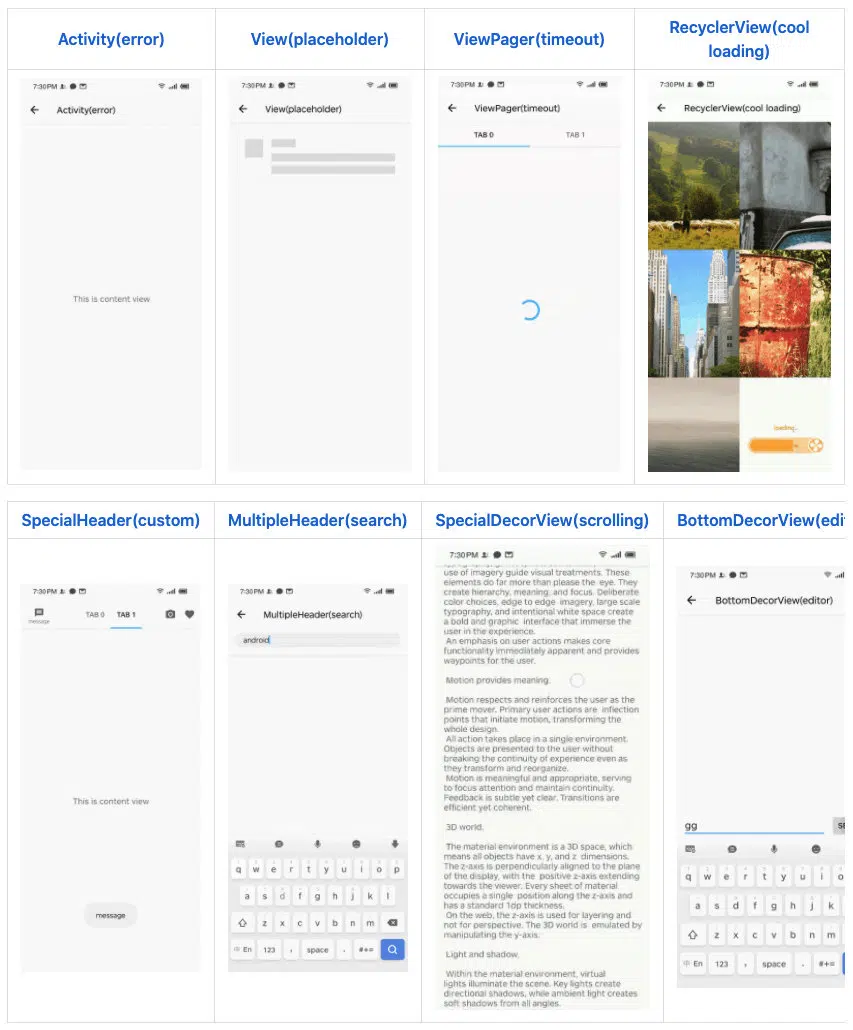 Activity(error)
View(placeholder)
ViewPager(timeout)
RecyclerView(cool
loading)
7:30PM
Activity(error)
This is content view
7:30PM
View(placeholder)
7:30PM
ViewPager(timeout)
TAB 0
TAB 1
7:30PM
RecyclerView(cool loading)
loading..
SpecialHeader(custom)
MultipleHeader(search)
SpecialDecorView(scrolling)
BottomDecorView(edi
7:30PM
message
TAB 0
TAB 1
This is content view
message
7:30PM
MultipleHeader(search)
android
q w e r t y u i o p
a s d f g h j k l
z x c v b n m
En 123 , space . #+=
7:30PM
use of imagery guide visual treatments. These
elements do far more than please the eye. They
create hierarchy, meaning, and focus. Deliberate
color choices, edge to edge imagery, large scale
typography, and intentional white space create
a bold and graphic interface that immerse the
user in the experience.
An emphasis on user actions makes core
functionality immediately apparent and provides
waypoints for the user.
Motion provides meaning.
Motion respects and reinforces the user as the
prime mover. Primary user actions are inflection
points that initiate motion, transforming the
whole design.
All action takes place in a single environment.
Objects are presented to the user without
breaking the continuity of experience even as
they transform and reorganize.
Motion is meaningful and appropriate, serving
to focus attention and maintain continuity.
Feedback is subtle yet clear. Transitions are
efficient yet coherent.
3D world.
The material environment is a 3D space, which
means all objects have x, y, and z dimensions.
The z-axis is perpendicularly aligned to the plane
of the display, with the positive z-axis extending
towards the viewer. Every sheet of material
occupies a single position along the z-axis and
has a standard 1dp thickness.
On the web, the z-axis is used for layering and
not for perspective. The 3D world is emulated by
manipulating the y-axis.
Light and shadow.
Within the material environment, virtual
lights illuminate the scene. Key lights create
directional shadows, while ambient light creates
soft shadows from all angles.
7:30PM
BottomDecorView(editor)
gg
SE
q w e r t y u i o
a s d f g h j k
z x c v b n m
En 123 , space . #+=